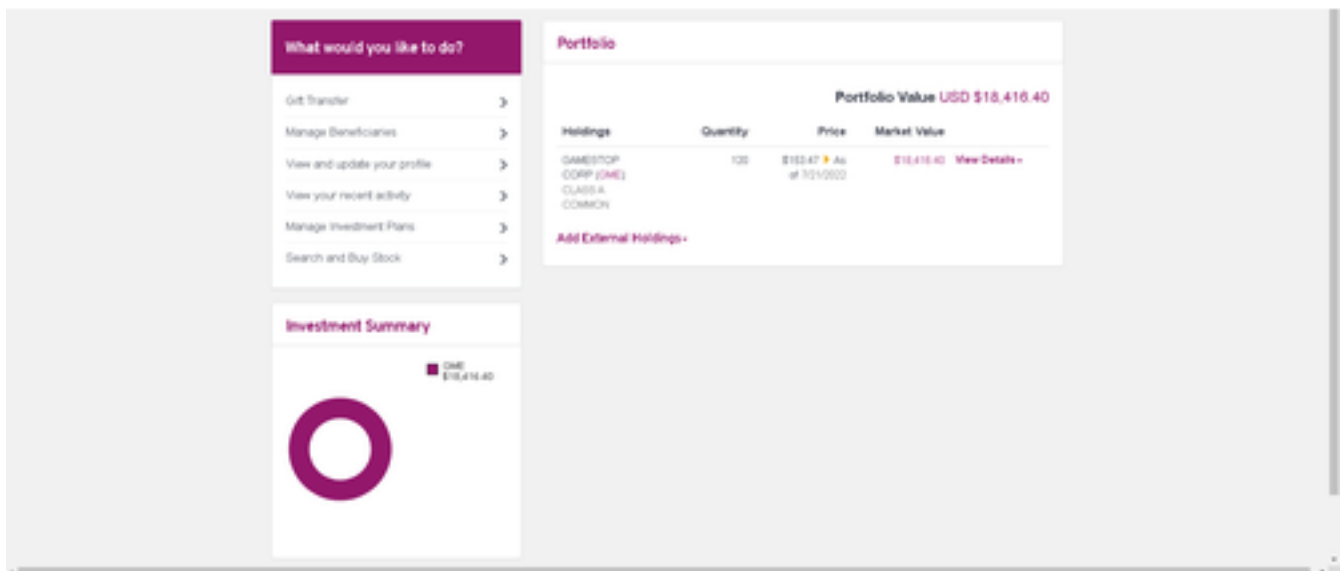 What would you like to do?
Gift Transfer
Manage Beneficiaries
View and update your profile
View your recent activity
Manage Investment Plans
Search and Buy Stock
Investment Summary
GME
$18,416.40
Portfolio
Portfolio Value USD $18,416.40
Holdings Quantity Price Market Value
GAMESTOP 120 $153.47 As $18,416.40 View Details
CORP (GME) of 7/21/2022
CLASS A
COMMON
Add External Holdings